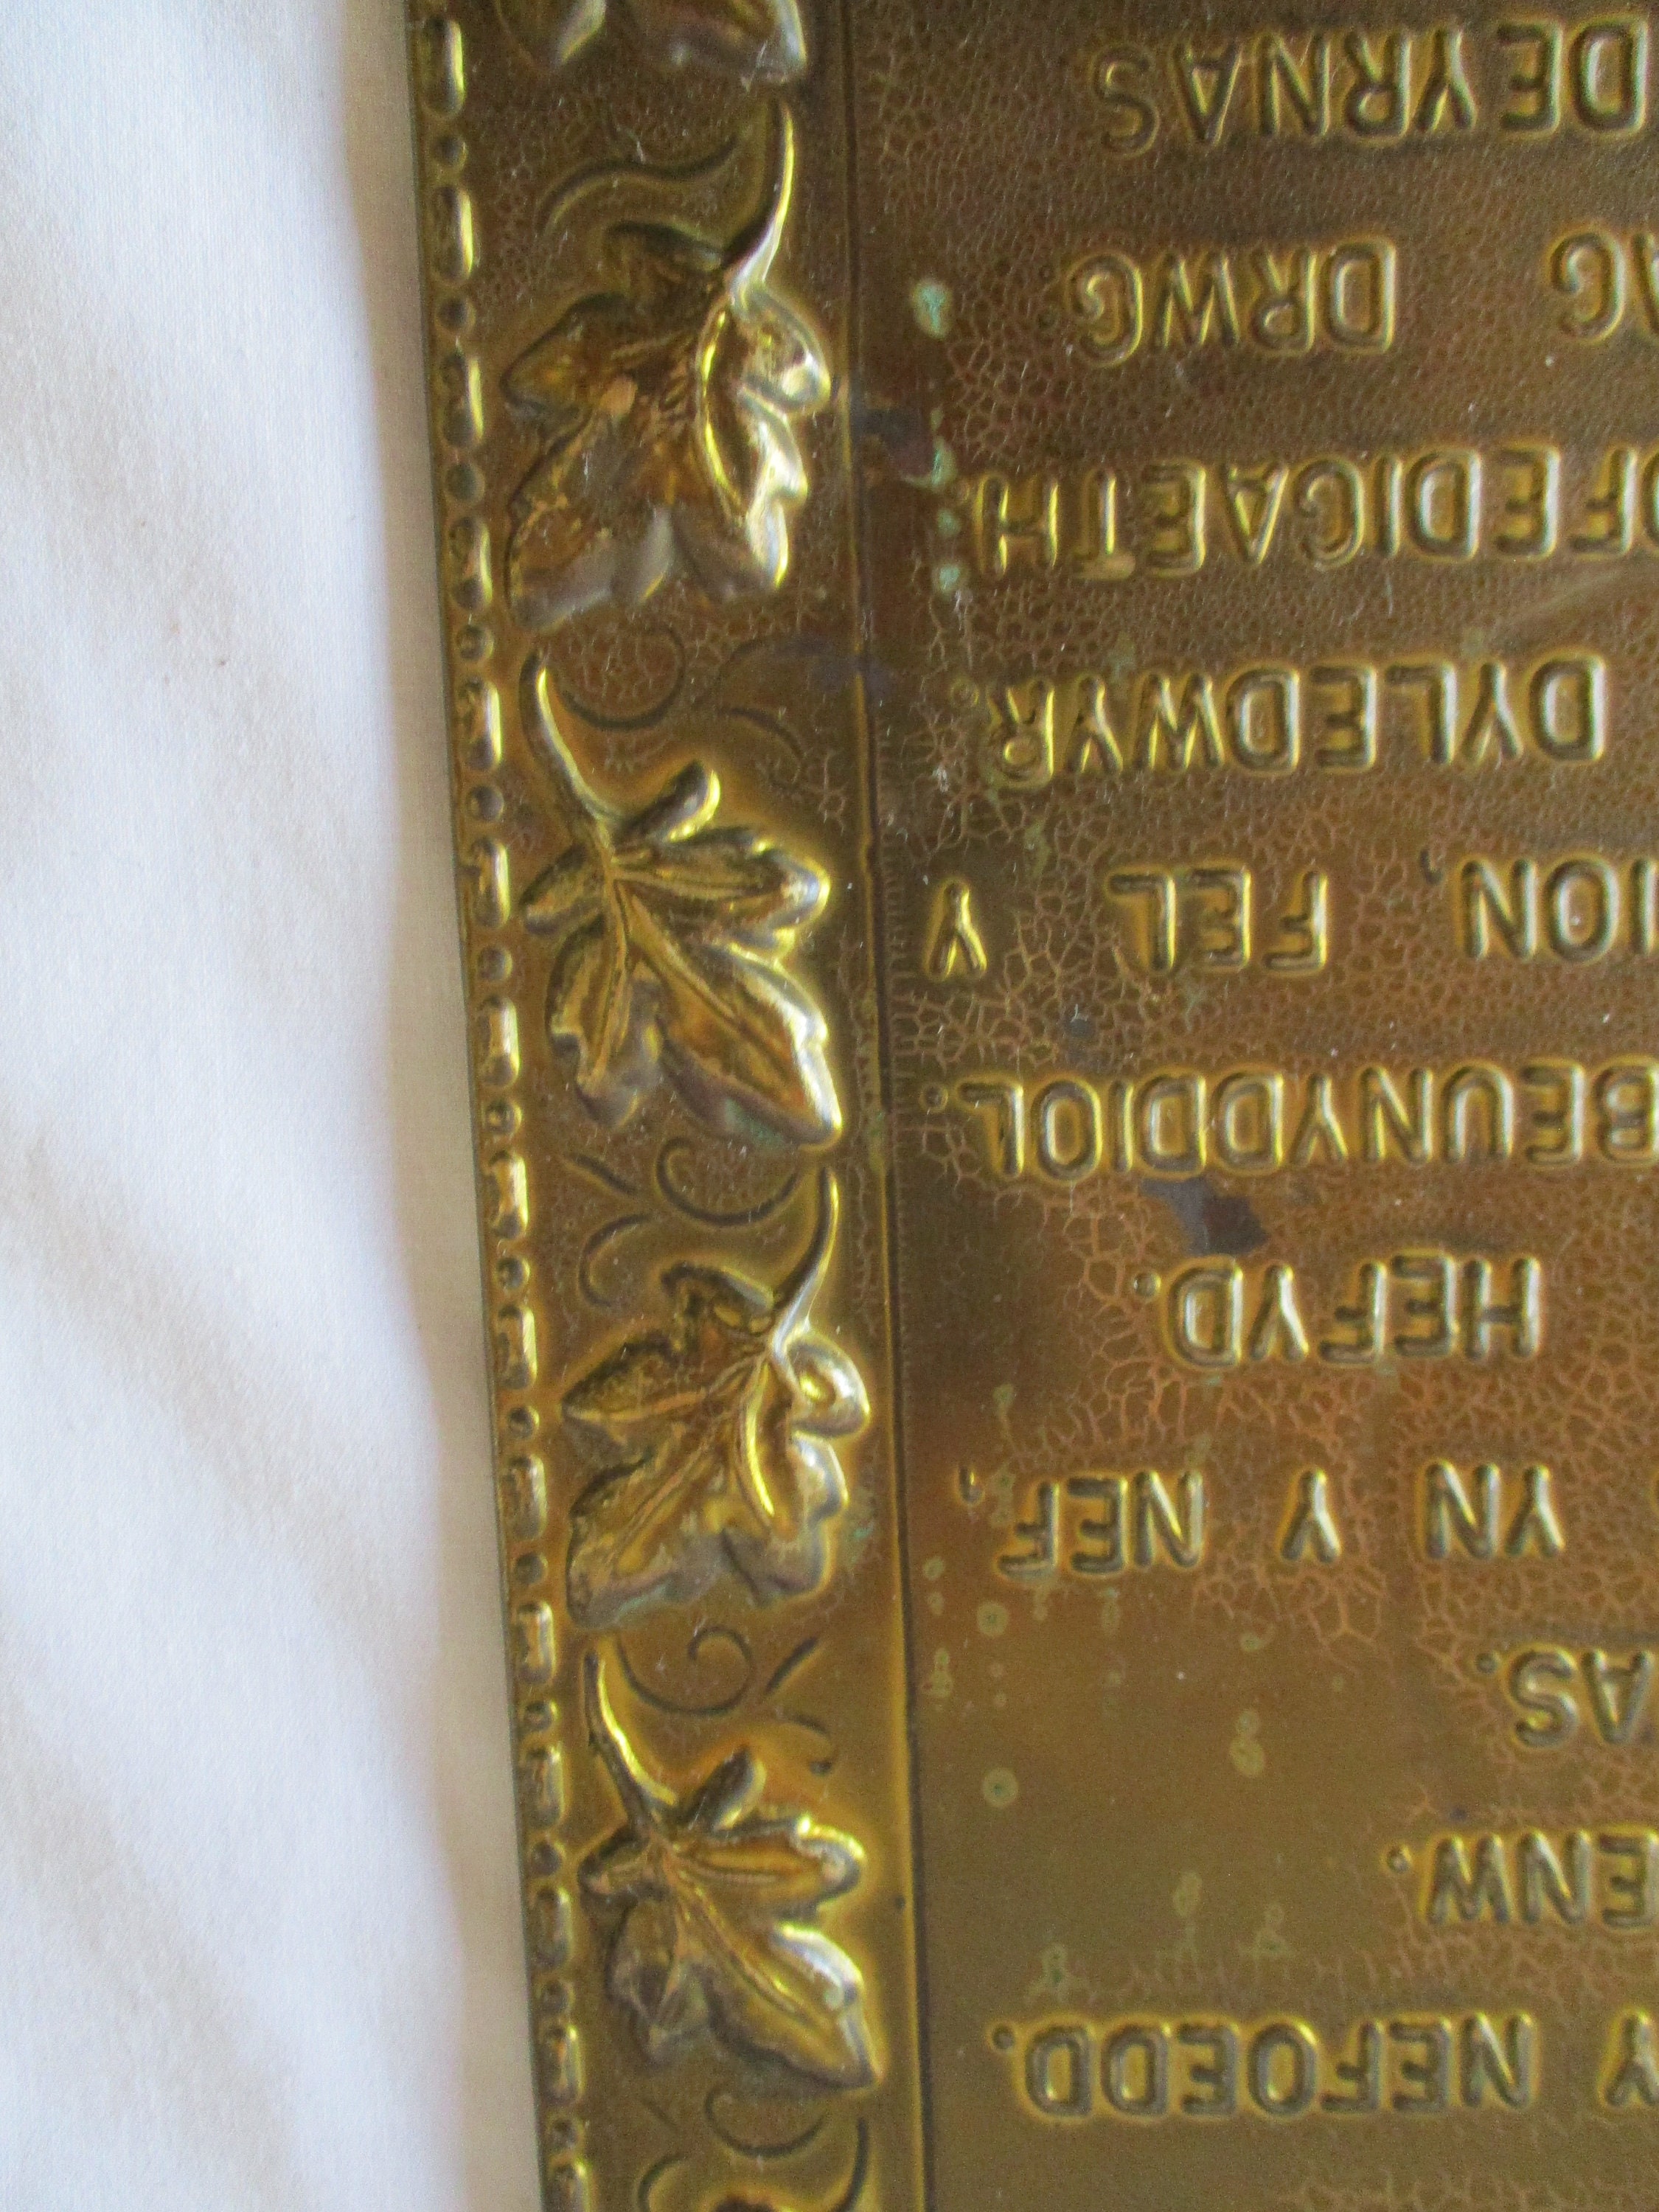 Y NEFOEDD.
ENW.
AS.
YN Y NEF,
HEFYD.
BEUNYDDIOL.
ION, FEL Y
DYLEDWYR.
OFEDIGAETH.
AG DRWG
DEYRNAS